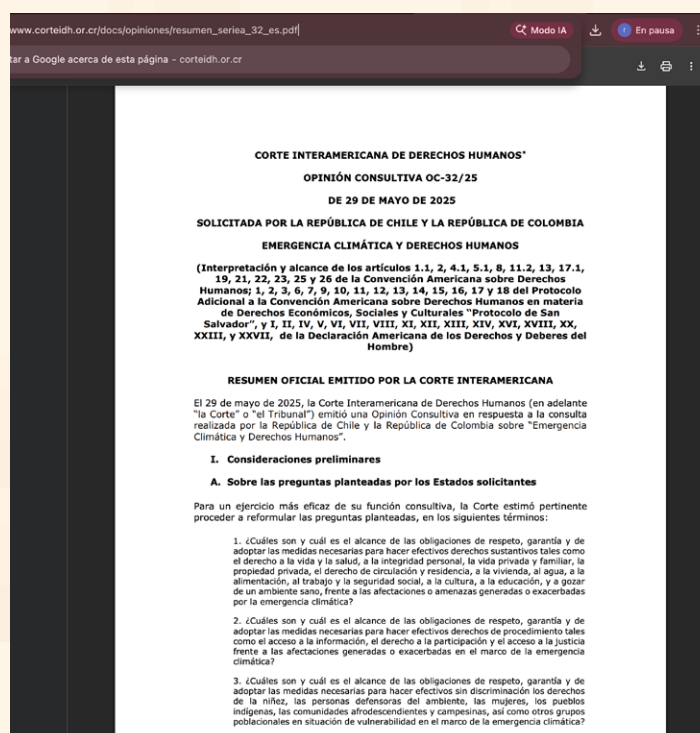 www.corteidh.or.cr/docs/opiniones/resumen_seriea_32_es.pdf
Modo IA
En pausa
tar a Google acerca de esta página - corteidh.or.cr
CORTE INTERAMERICANA DE DERECHOS HUMANOS*
OPINIÓN CONSULTIVA OC-32/25
DE 29 DE MAYO DE 2025
SOLICITADA POR LA REPÚBLICA DE CHILE Y LA REPÚBLICA DE COLOMBIA
EMERGENCIA CLIMÁTICA Y DERECHOS HUMANOS
(Interpretación y alcance de los artículos 1.1, 2, 4.1, 5.1, 8, 11.2, 13, 17.1,
19, 21, 22, 23, 25 y 26 de la Convención Americana sobre Derechos
Humanos; 1, 2, 3, 6, 7, 9, 10, 11, 12, 13, 14, 15, 16, 17 y 18 del Protocolo
Adicional a la Convención Americana sobre Derechos Humanos en materia
de Derechos Económicos, Sociales y Culturales "Protocolo de San
Salvador", y I, II, IV, V, VI, VII, VIII, XI, XII, XIII, XIV, XVI, XVIII, XX,
XXIII, y XXVII, de la Declaración Americana de los Derechos y Deberes del
Hombre)
RESUMEN OFICIAL EMITIDO POR LA CORTE INTERAMERICANA
El 29 de mayo de 2025, la Corte Interamericana de Derechos Humanos (en adelante
"la Corte" o "el Tribunal") emitió una Opinión Consultiva en respuesta a la consulta
realizada por la República de Chile y la República de Colombia sobre "Emergencia
Climática y Derechos Humanos".
I. Consideraciones preliminares
A. Sobre las preguntas planteadas por los Estados solicitantes
Para un ejercicio más eficaz de su función consultiva, la Corte estimó pertinente
proceder a reformular las preguntas planteadas, en los siguientes términos:
1. ¿Cuáles son y cuál es el alcance de las obligaciones de respeto, garantía y de
adoptar las medidas necesarias para hacer efectivos derechos sustantivos tales como
el derecho a la vida y la salud, a la integridad personal, la vida privada y familiar, la
propiedad privada, el derecho de circulación y residencia, a la vivienda, al agua, a la
alimentación, al trabajo y la seguridad social, a la cultura, a la educación, y a gozar
de un ambiente sano, frente a las afectaciones o amenazas generadas o exacerbadas
por la emergencia climática?
2. ¿Cuáles son y cuál es el alcance de las obligaciones de respeto, garantía y de
adoptar las medidas necesarias para hacer efectivos derechos de procedimiento tales
como el acceso a la información, el derecho a la participación y el acceso a la justicia
frente a las afectaciones generadas o exacerbadas en el marco de la emergencia
climática?
3. ¿Cuáles son y cuál es el alcance de las obligaciones de respeto, garantía y de
adoptar las medidas necesarias para hacer efectivos sin discriminación los derechos
de la niñez, las personas defensoras del ambiente, las mujeres, los pueblos
indígenas, las comunidades afrodescendientes y campesinas, así como otros grupos
poblacionales en situación de vulnerabilidad en el marco de la emergencia climática?